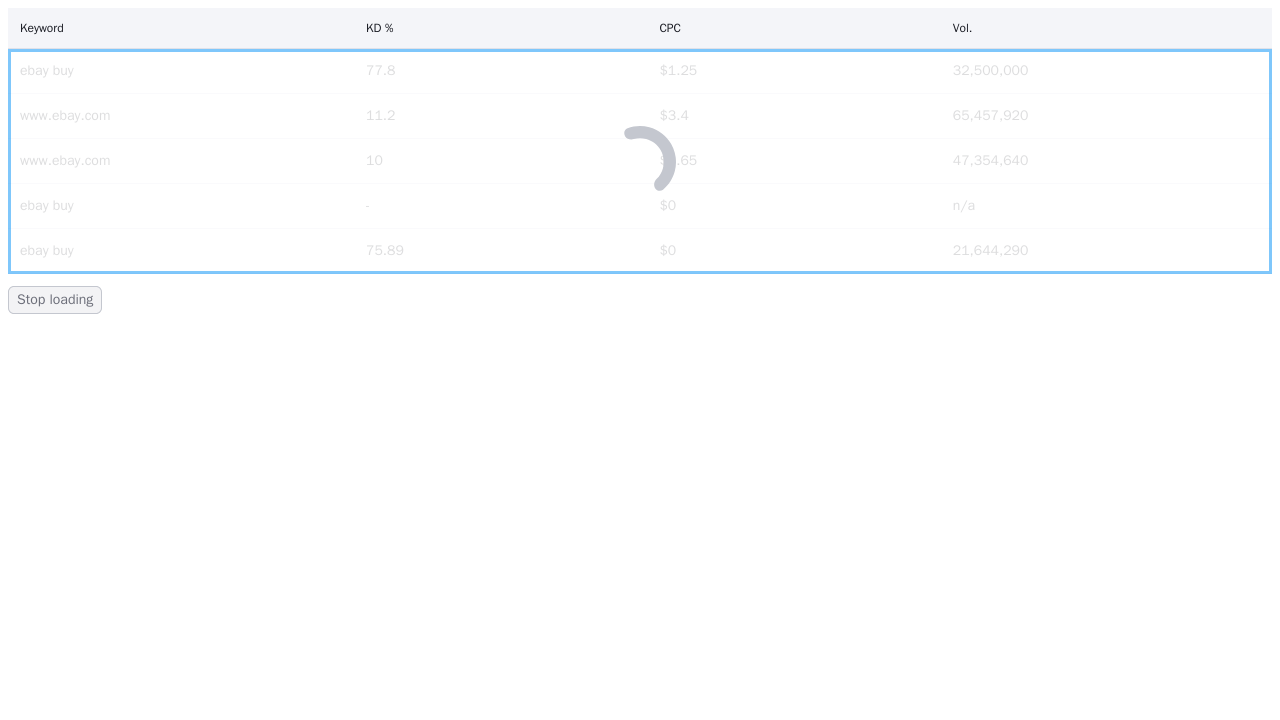 Keyword KD % CPC Vol.
ebay buy 77.8 $1.25 32,500,000
www.ebay.com 11.2 $3.4 65,457,920
www.ebay.com 10 47,354,640
ebay buy - $0 n/a
ebay buy 75.89 $0 21,644,290
Stop loading